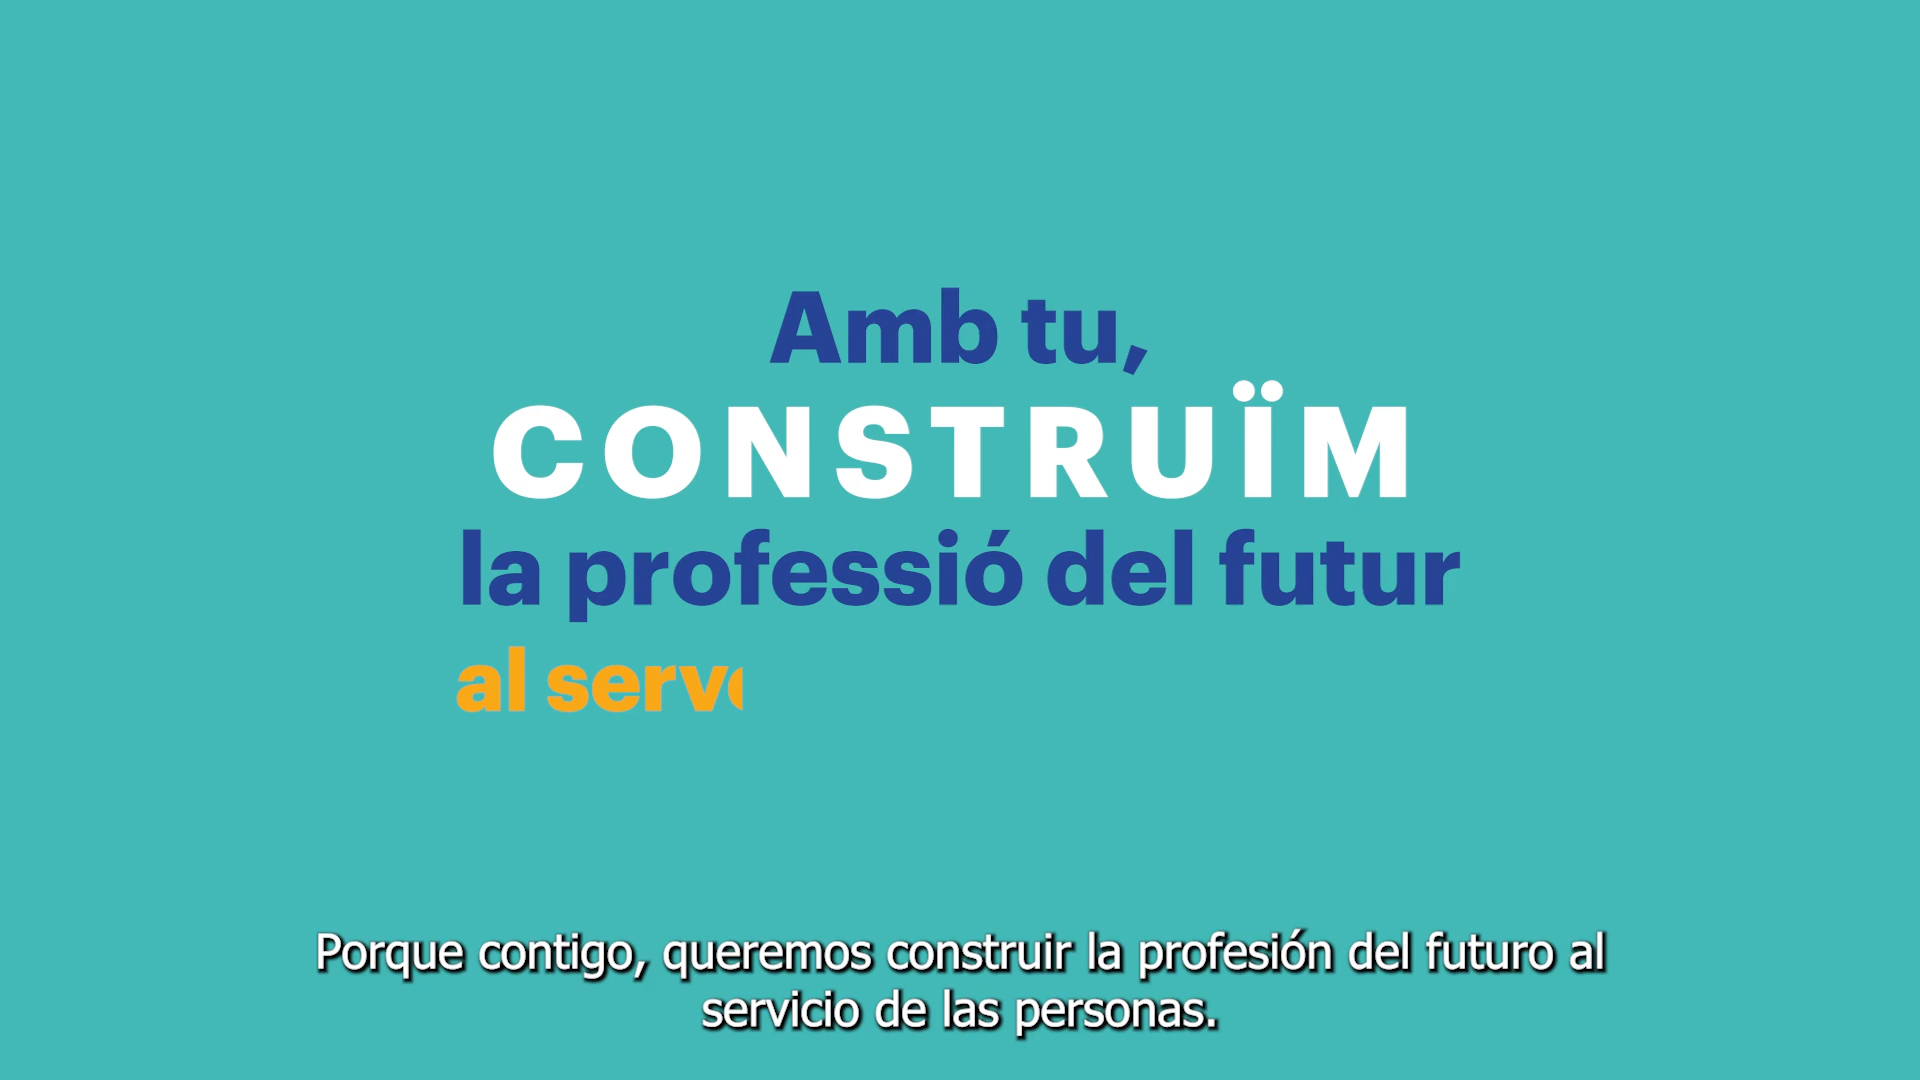 Amb tu,
CONSTRUÏM
la professió del futur
al
Porque contigo, queremos construir la profesión del futuro al
servicio de las personas.